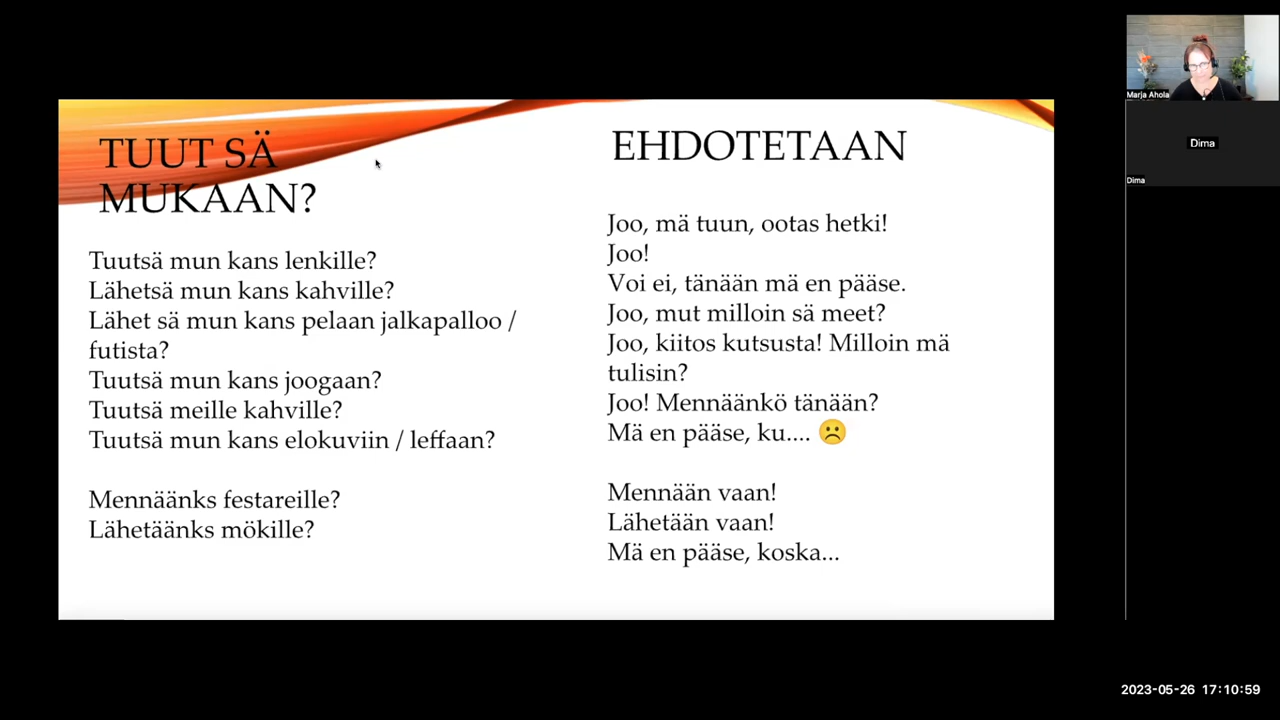 TUUT SÄ
MUKAAN?
Tuutsä mun kans lenkille?
Lähetsä mun kans kahville?
Lähet sä mun kans pelaan jalkapalloo /
futista?
Tuutsä mun kans joogaan?
Tuutsä meille kahville?
Tuutsä mun kans elokuviin / leffaan?
Mennäänks festareille?
Lähetäänks mökille?
EHDOTETAAN
Joo, mä tuun, ootas hetki!
Joo!
Voi ei, tänään mä en pääse.
Joo, mut milloin sä meet?
Joo, kiitos kutsusta! Milloin mä
tulisin?
Joo! Mennäänkö tänään?
Mä en pääse, ku.... ☹️
Mennään vaan!
Lähetään vaan!
Mä en pääse, koska...
Marja Ahola
Dima
Dima
2023-05-26 17:10:59